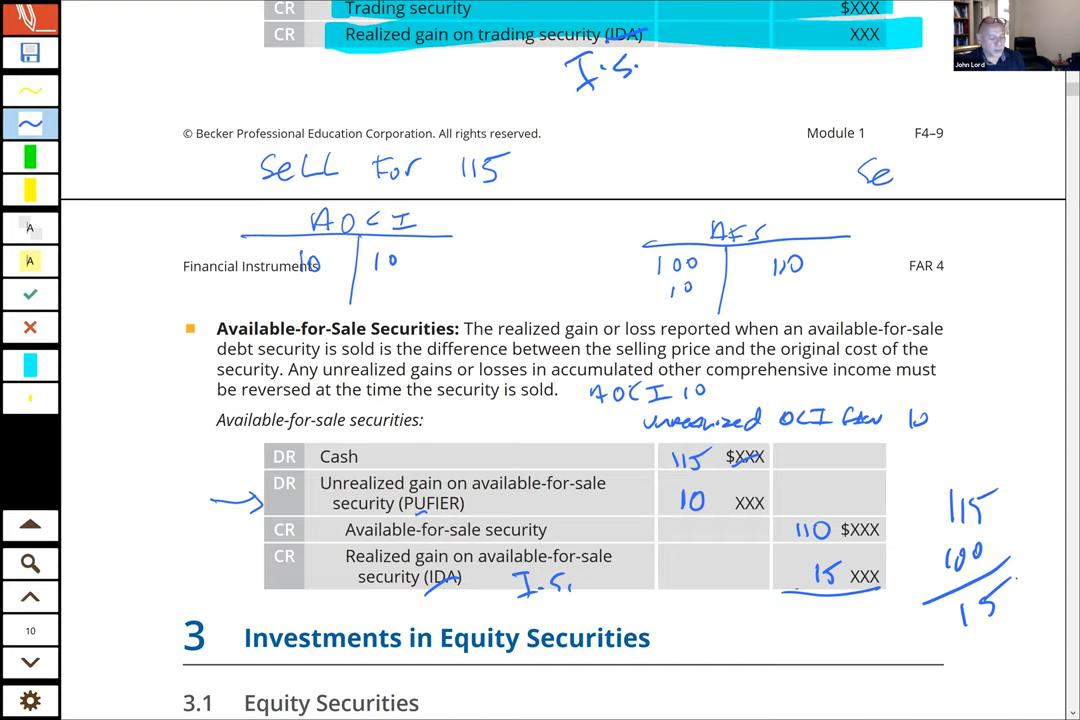 CR Trading security $XXX
CR Realized gain on trading security (IDA) XXX
I.S.
John Lord
© Becker Professional Education Corporation. All rights reserved. Module 1 F4–9
SELL For 115 Se
AOCI AFS
10 10 100 110
10
Financial Instruments FAR 4
Available-for-Sale Securities: The realized gain or loss reported when an available-for-sale
debt security is sold is the difference between the selling price and the original cost of the
security. Any unrealized gains or losses in accumulated other comprehensive income must
be reversed at the time the security is sold. AOCI 10
Available-for-sale securities: OCI Gain 10
DR Cash 115 $XXX
DR Unrealized gain on available-for-sale
security (PUFIER) 10 XXX
CR Available-for-sale security 110 $XXX
CR Realized gain on available-for-sale
security (IDA) I.S. 15 XXX
115
100
15
3 Investments in Equity Securities
3.1 Equity Securities
A
A
10